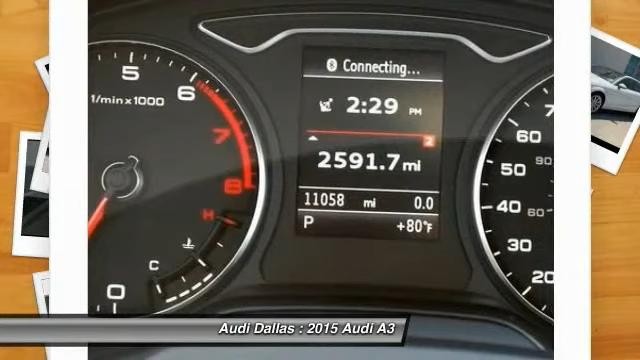 Connecting...
2:29 PM
2
2591.7 mi
11058 mi 0.0
P +80°F
1/min x 1000
0
5
6
7
8
H
C
20
30
40
50
60
7
60
90
Audi Dallas : 2015 Audi A3